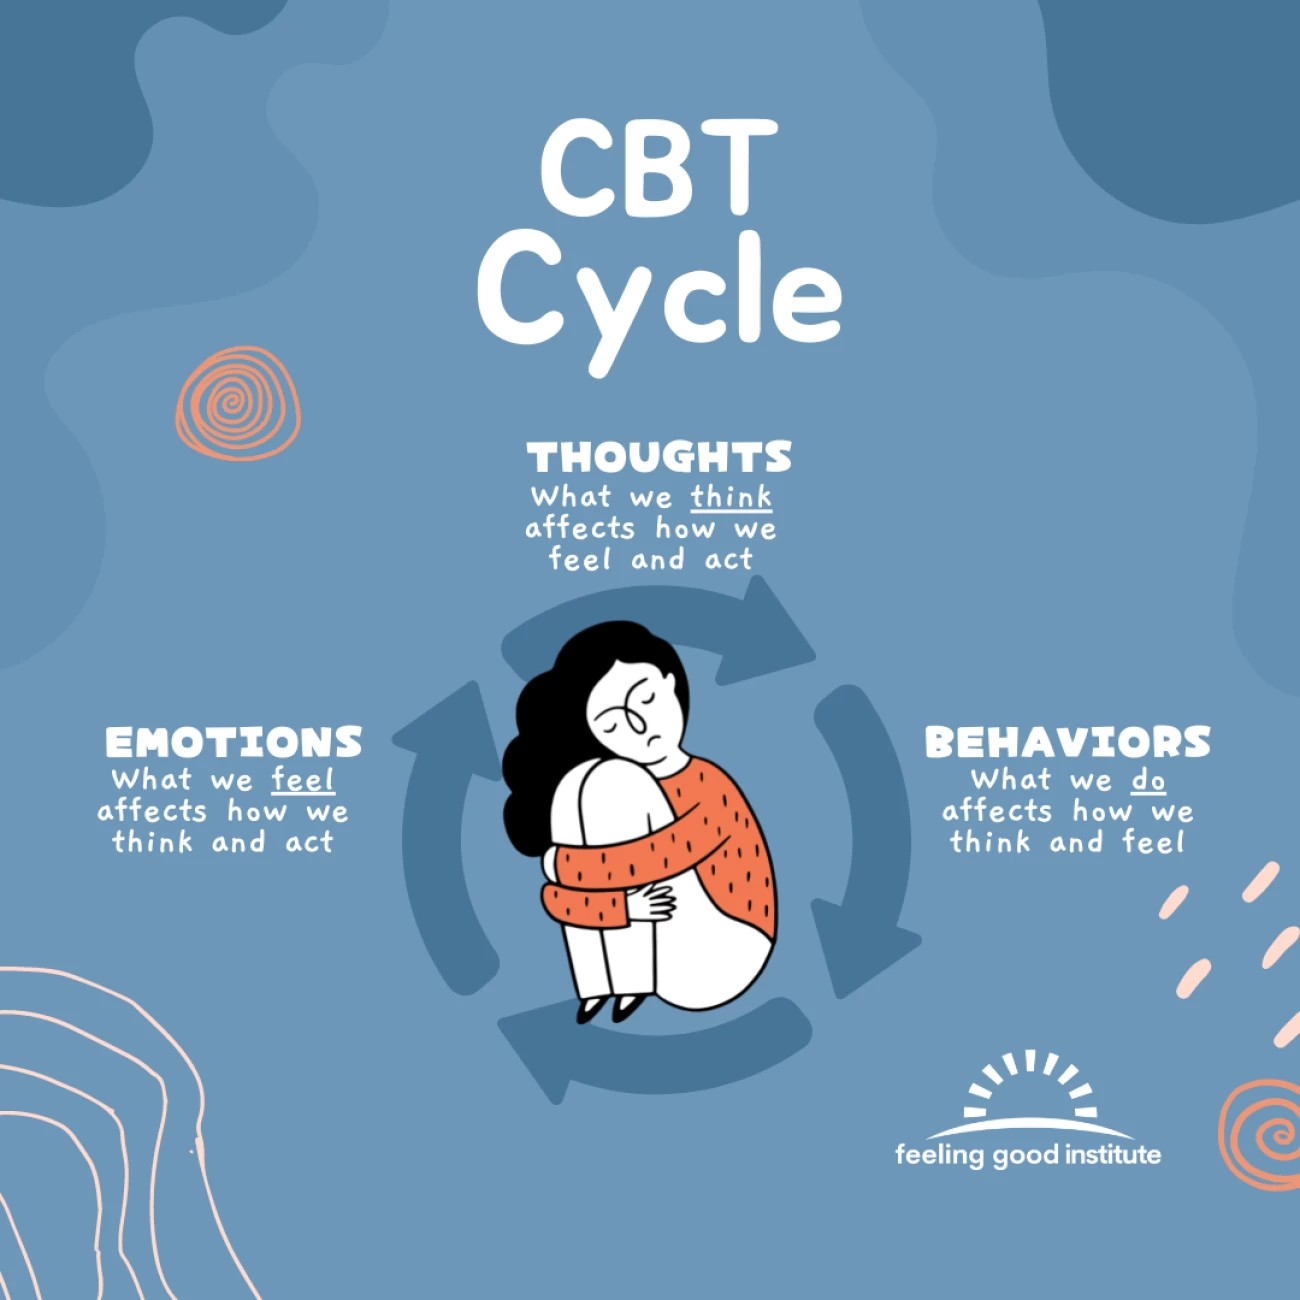 CBT
Cycle
THOUGHTS
What we think
affects how we
feel and act
EMOTIONS
What we feel
affects how we
think and act
BEHAVIORS
What we do
affects how we
think and feel
feeling good institute